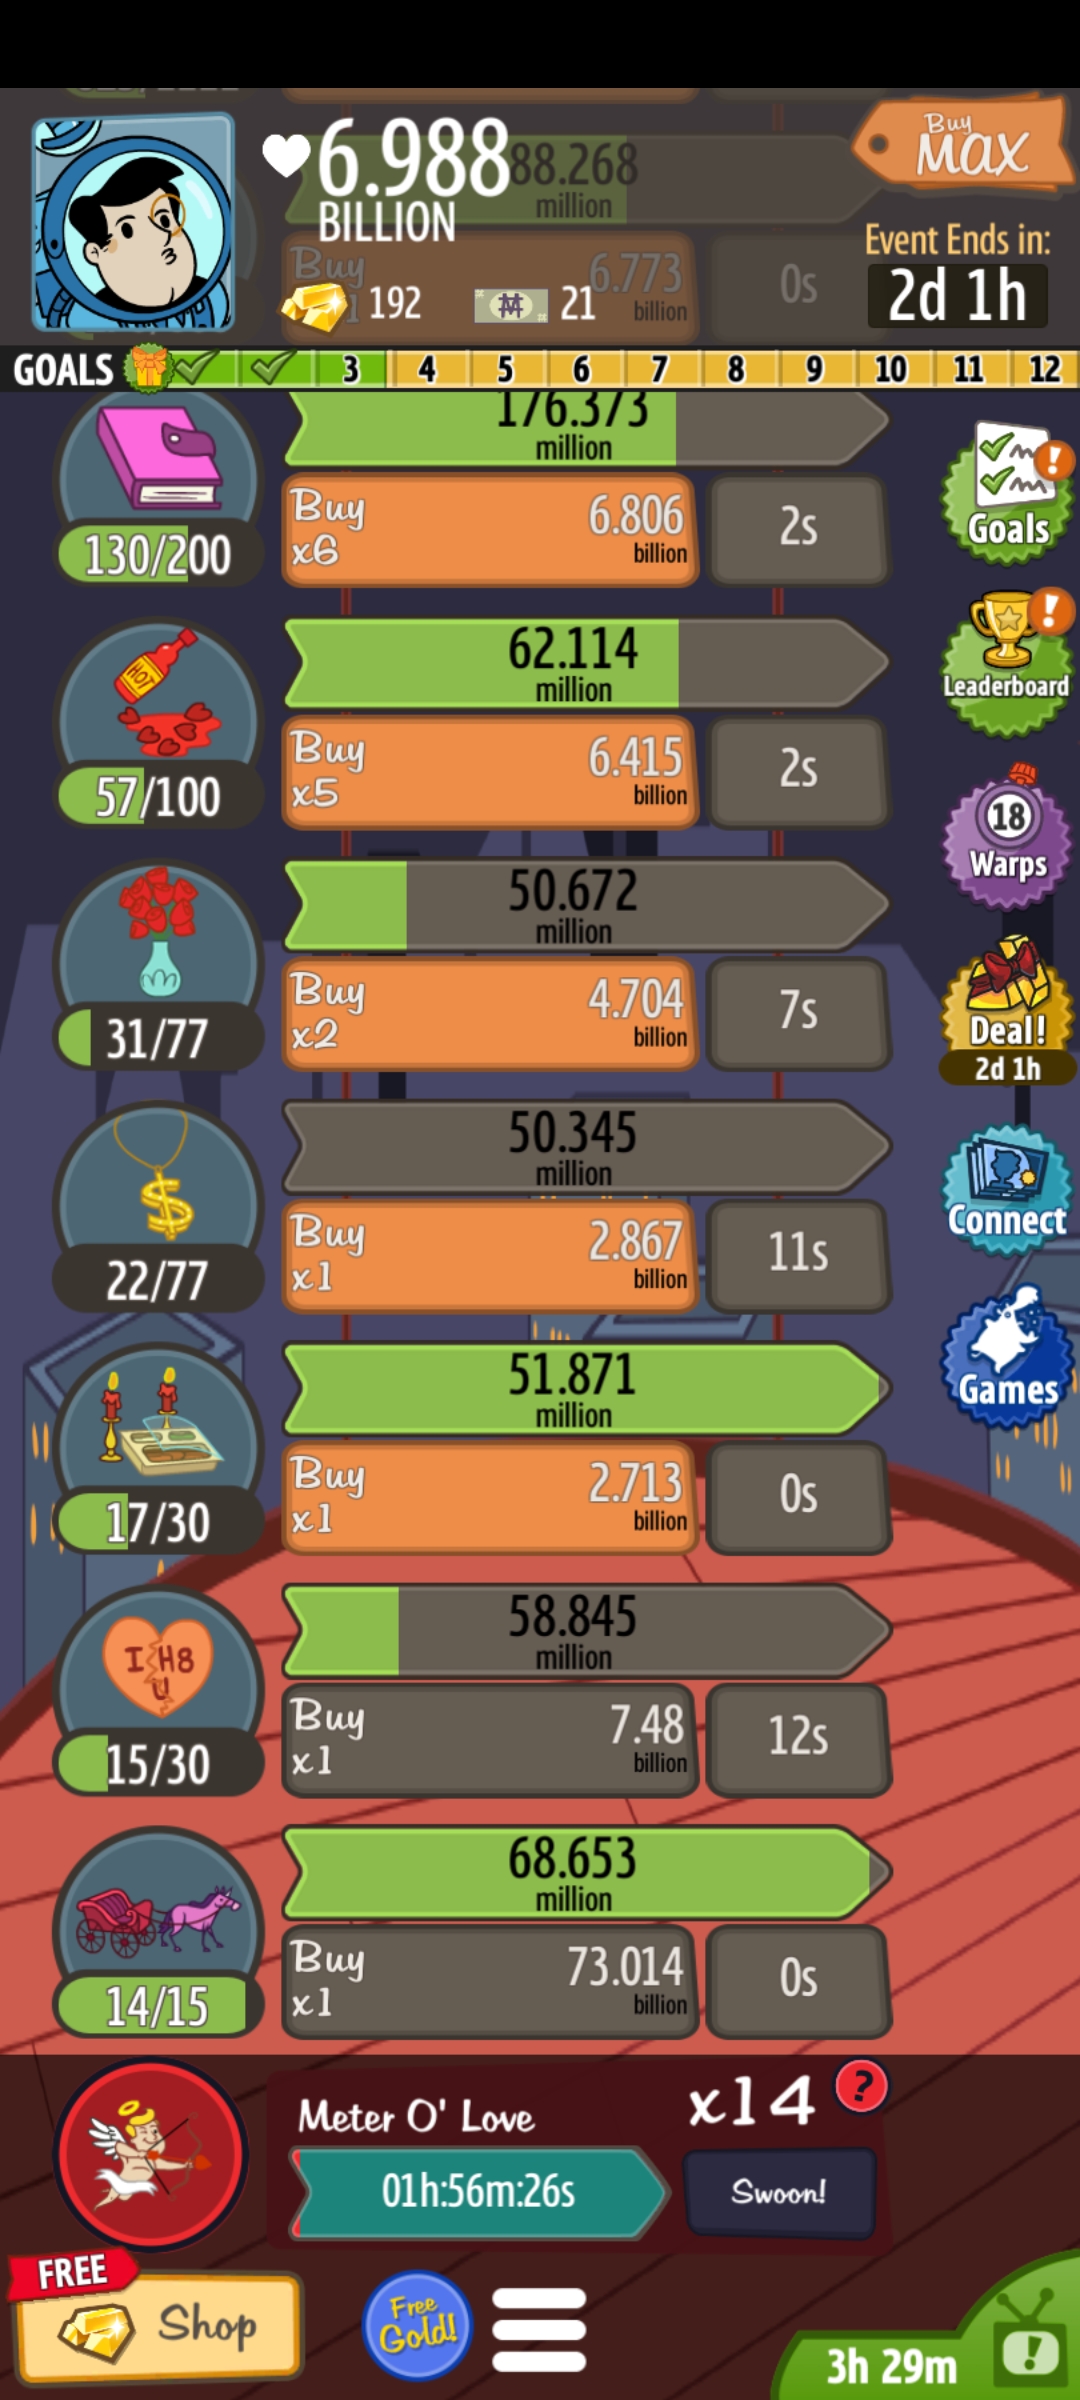 6.988
BILLION
88.268
million
Buy
MAX
Event Ends in:
2d 1h
Buy
6.773
billion
0s
192
21
GOALS 3 4 5 6 7 8 9 10 11 12
176.373
million
130/200
Buy
x6
6.806
billion
2s
Goals
62.114
million
57/100
HOT
Buy
x5
6.415
billion
2s
Leaderboard
50.672
million
31/77
Buy
x2
4.704
billion
7s
18
Warps
Deal!
2d 1h
50.345
million
22/77
Buy
x1
2.867
billion
11s
Connect
51.871
million
17/30
Buy
x1
2.713
billion
0s
Games
58.845
million
I H8
U
15/30
Buy
x1
7.48
billion
12s
68.653
million
14/15
Buy
x1
73.014
billion
0s
Meter O' Love
x14
?
01h:56m:26s
Swoon!
FREE
Shop
Free
Gold!
3h 29m